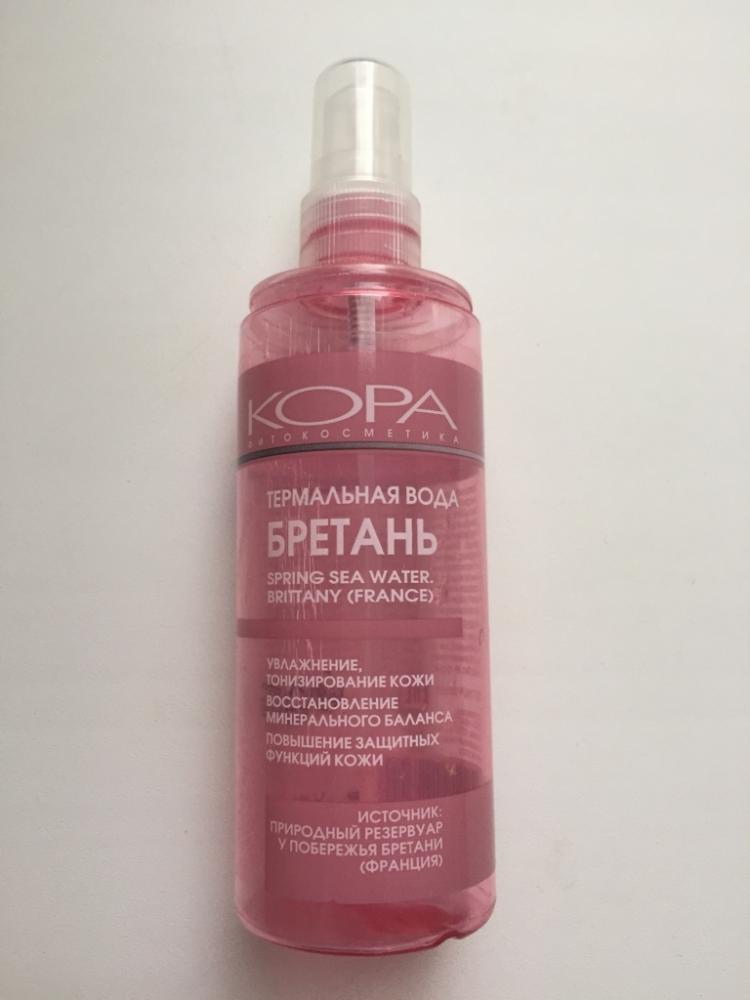 КОРА
ФИТОКОСМЕТИКА
ТЕРМАЛЬНАЯ ВОДА
БРЕТАНЬ
SPRING SEA WATER.
BRITTANY (FRANCE)
УВЛАЖНЕНИЕ,
ТОНИЗИРОВАНИЕ КОЖИ
ВОССТАНОВЛЕНИЕ
МИНЕРАЛЬНОГО БАЛАНСА
ПОВЫШЕНИЕ ЗАЩИТНЫХ
ФУНКЦИЙ КОЖИ
ИСТОЧНИК:
ПРИРОДНЫЙ РЕЗЕРВУАР
У ПОБЕРЕЖЬЯ БРЕТАНИ
(ФРАНЦИЯ)